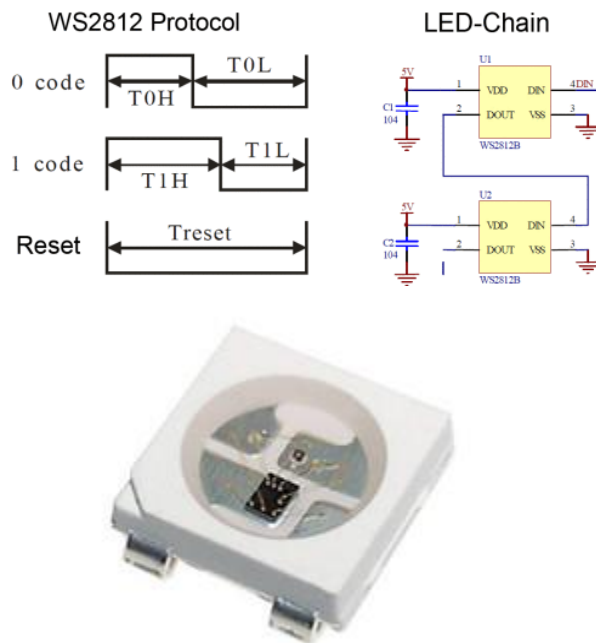 WS2812 Protocol
0 code
T0H
T0L
1 code
T1H
T1L
Reset
Treset
LED-Chain
U1
5V
1
VDD
DIN
4
DIN
C1
104
2
DOUT
VSS
3
WS2812B
U2
5V
1
VDD
DIN
4
C2
104
2
DOUT
VSS
3
WS2812B